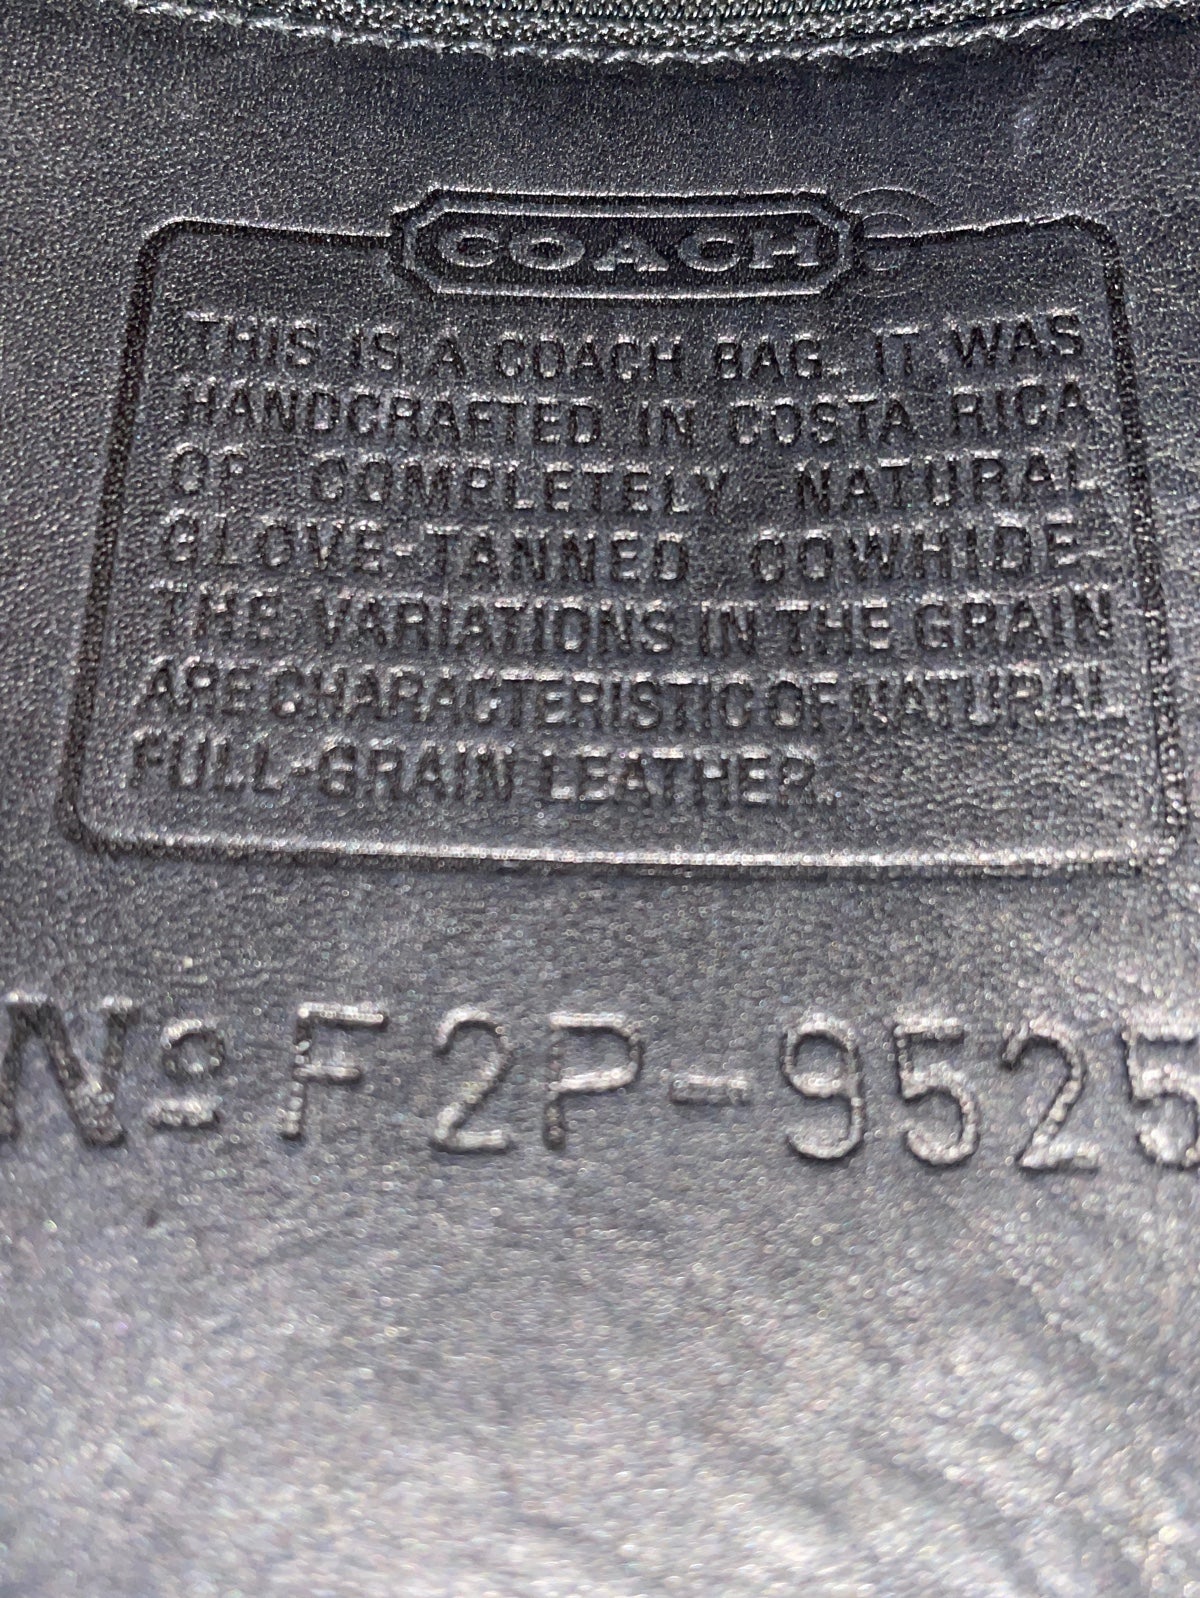 COACH
THIS IS A COACH BAG. IT WAS
HANDCRAFTED IN COSTA RICA
OF COMPLETELY NATURAL
GLOVE-TANNED COWHIDE.
THE VARIATIONS IN THE GRAIN
ARE CHARACTERISTIC OF NATURAL
FULL-GRAIN LEATHER.
Nº F2P-9525